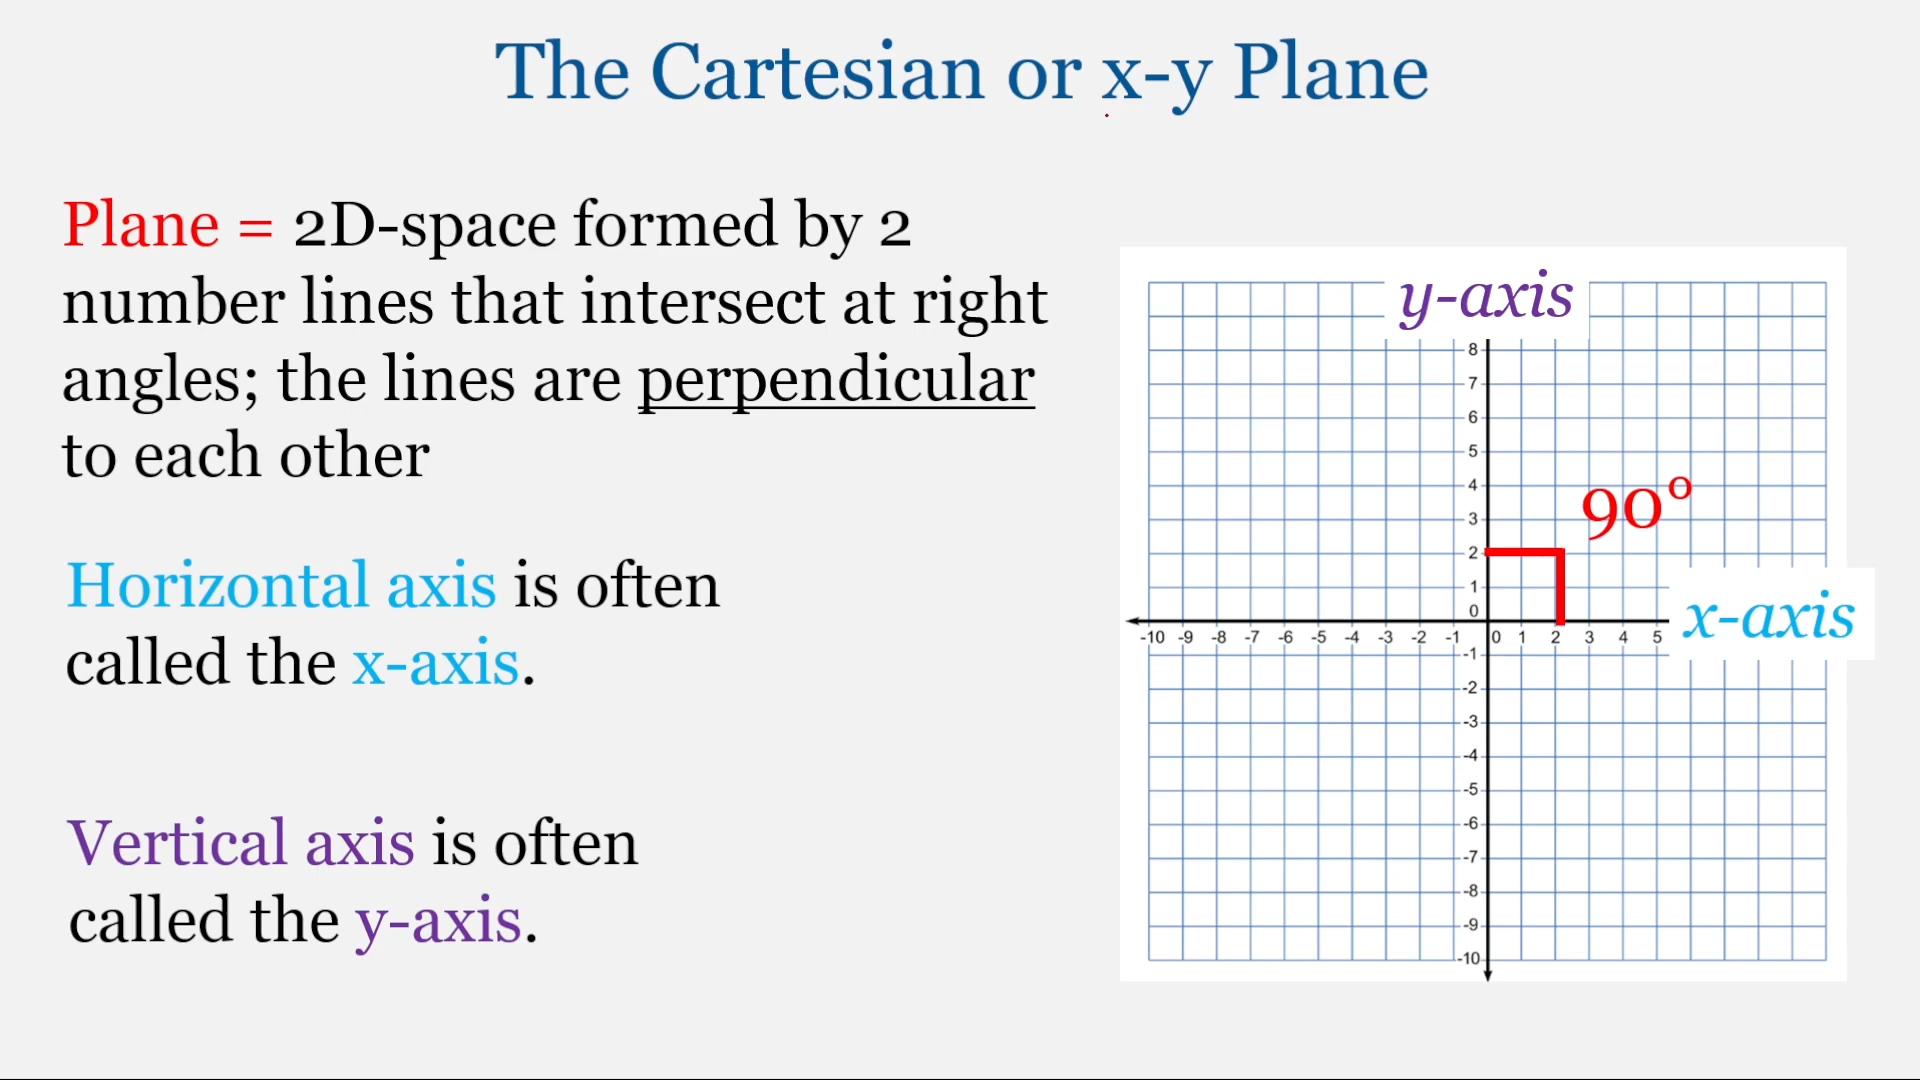 The Cartesian or x-y Plane
Plane = 2D-space formed by 2
number lines that intersect at right
angles; the lines are perpendicular
to each other
Horizontal axis is often
called the x-axis.
Vertical axis is often
called the y-axis.
y-axis
8
7
6
5
4
90°
3
2
1
0
x-axis
-10 -9 -8 -7 -6 -5 -4 -3 -2 -1 0 1 2 3 4 5
-1
-2
-3
-4
-5
-6
-7
-8
-9
-10